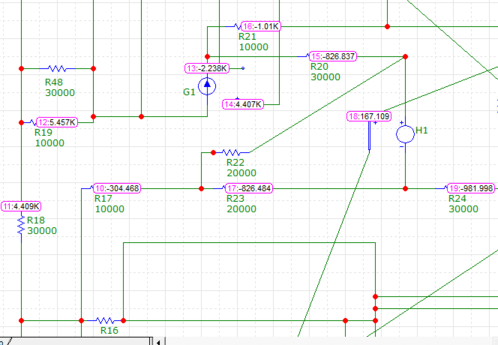 16:-1.01K
R21
10000
15:-826.837
R20
30000
13:-2.238K
R48
30000
G1
14:4.407K
18:167.109
12:5.457K
R19
10000
H1
R22
20000
10:-304.468
R17
10000
17:-826.484
R23
20000
19:-981.998
R24
30000
11:4.409K
R18
30000
R16